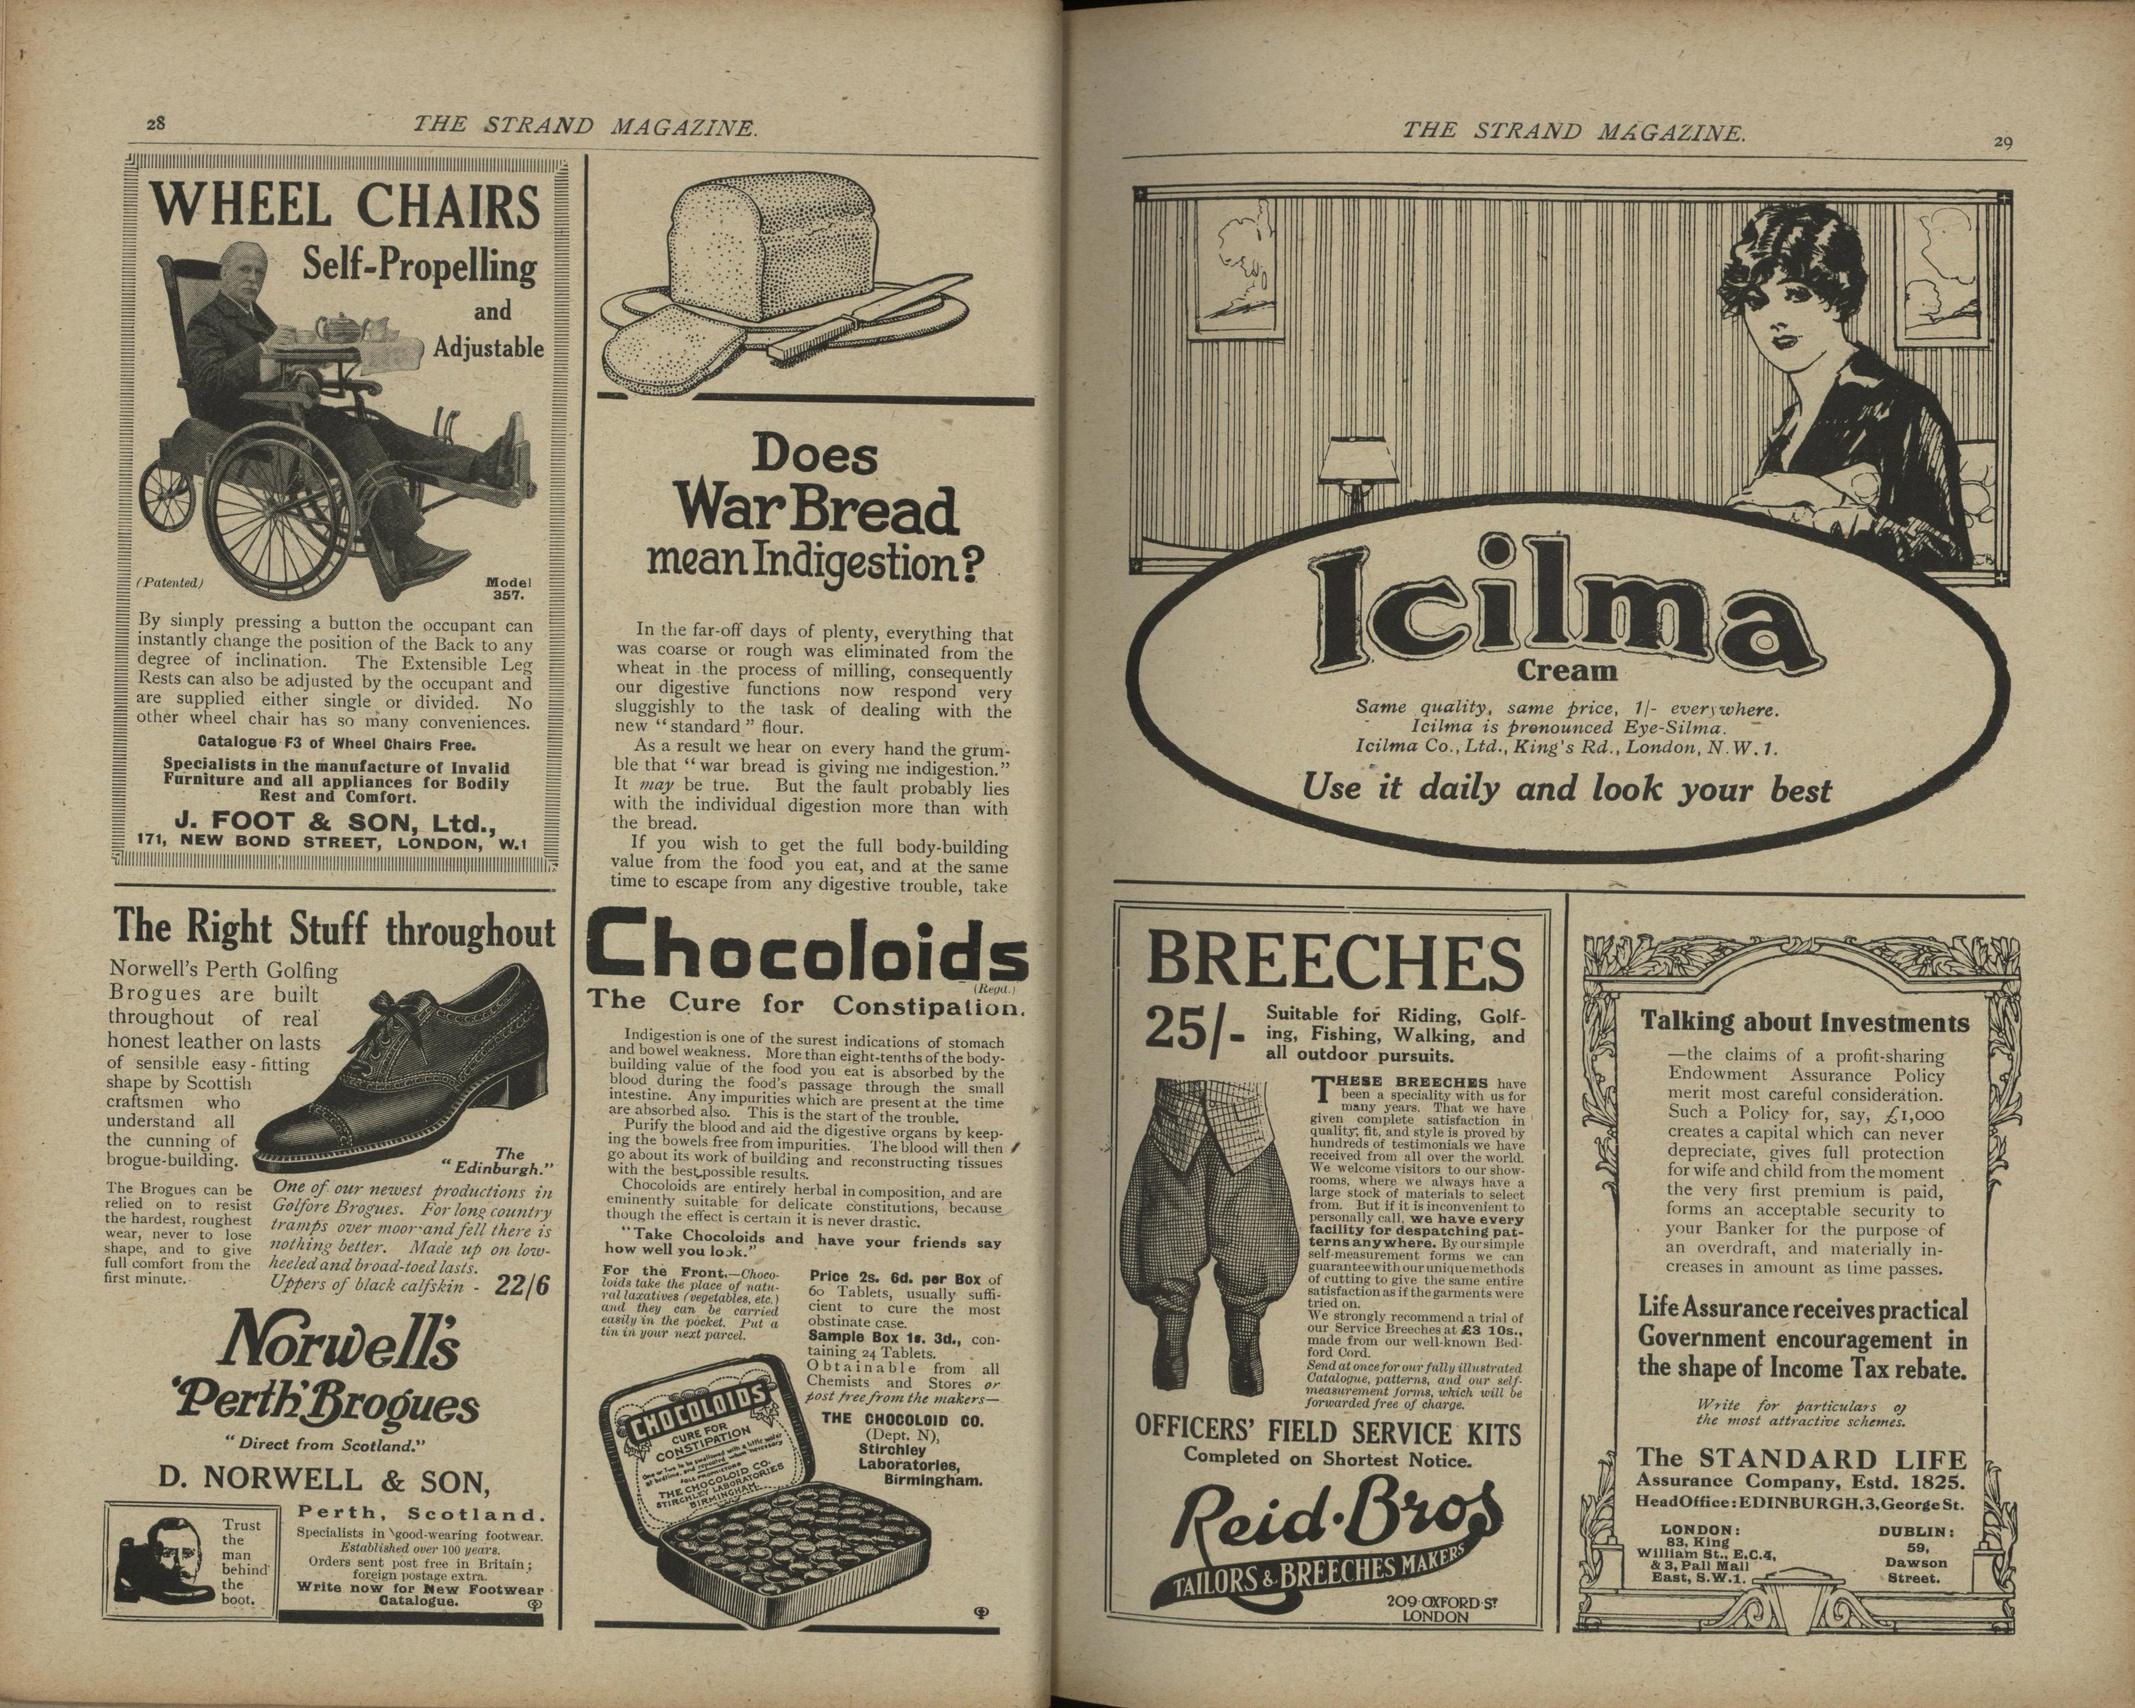 28
THE STRAND MAGAZINE.
WHEEL CHAIRS
Self-Propelling
and
Adjustable
(Patented)
Model
357.
By simply pressing a button the occupant can
instantly change the position of the Back to any
degree of inclination. The Extensible Leg
Rests can also be adjusted by the occupant and
are supplied either single or divided. No
other wheel chair has so many conveniences.
Catalogue F3 of Wheel Chairs Free.
Specialists in the manufacture of Invalid
Furniture and all appliances for Bodily
Rest and Comfort.
J. FOOT & SON, Ltd.,
171, NEW BOND STREET, LONDON, W.1
The Right Stuff throughout
Norwell's Perth Golfing
Brogues are built
throughout of real
honest leather on lasts
of sensible easy-fitting
shape by Scottish
craftsmen who
understand all
the cunning of
brogue-building.
The
"Edinburgh."
The Brogues can be
relied on to resist
the hardest, roughest
wear, never to lose
shape, and to give
full comfort from the
first minute.
One of our newest productions in
Golfore Brogues. For long country
tramps over moor and fell there is
nothing better. Made up on low-
heeled and broad-toed lasts.
Uppers of black calfskin - 22/6
Norwell's
'Perth' Brogues
"Direct from Scotland."
D. NORWELL & SON,
Perth, Scotland.
Specialists in good-wearing footwear.
Established over 100 years.
Orders sent post free in Britain;
foreign postage extra.
Write now for New Footwear
Catalogue.
Trust
the
man
behind
the
boot.
Does
War Bread
mean Indigestion?
In the far-off days of plenty, everything that
was coarse or rough was eliminated from the
wheat in the process of milling, consequently
our digestive functions now respond very
sluggishly to the task of dealing with the
new "standard" flour.
As a result we hear on every hand the grum-
ble that "war bread is giving me indigestion."
It may be true. But the fault probably lies
with the individual digestion more than with
the bread.
If you wish to get the full body-building
value from the food you eat, and at the same
time to escape from any digestive trouble, take
Chocoloids
(Regd.)
The Cure for Constipation.
Indigestion is one of the surest indications of stomach
and bowel weakness. More than eight-tenths of the body-
building value of the food you eat is absorbed by the
blood during the food's passage through the small
intestine. Any impurities which are present at the time
are absorbed also. This is the start of the trouble.
Purify the blood and aid the digestive organs by keep-
ing the bowels free from impurities. The blood will then
go about its work of building and reconstructing tissues
with the best possible results.
Chocoloids are entirely herbal in composition, and are
eminently suitable for delicate constitutions, because
though the effect is certain it is never drastic.
"Take Chocoloids and have your friends say
how well you look."
For the Front.—Choco-
loids take the place of natu-
ral laxatives (vegetables, etc.)
and they can be carried
easily in the pocket. Put a
tin in your next parcel.
Price 2s. 6d. per Box of
60 Tablets, usually suffi-
cient to cure the most
obstinate case.
Sample Box 1s. 3d., con-
taining 24 Tablets.
Obtainable from all
Chemists and Stores or
post free from the makers—
THE CHOCOLOID CO.
(Dept. N),
Stirchley
Laboratories,
Birmingham.
CHOCOLOIDS
CURE FOR
CONSTIPATION
One or Two to be swallowed with a little water
at bedtime, and repeated when necessary
SOLE PROPRIETORS
THE CHOCOLOID CO.
STIRCHLEY LABORATORIES
BIRMINGHAM
THE STRAND MAGAZINE.
29
Icilma
Cream
Same quality, same price, 1/- everywhere.
Icilma is pronounced Eye-Silma.
Icilma Co., Ltd., King's Rd., London, N.W.1.
Use it daily and look your best
BREECHES
25/-
Suitable for Riding, Golf-
ing, Fishing, Walking, and
all outdoor pursuits.
THESE BREECHES have
been a speciality with us for
many years. That we have
given complete satisfaction in
quality, fit, and style is proved by
hundreds of testimonials we have
received from all over the world.
We welcome visitors to our show-
rooms, where we always have a
large stock of materials to select
from. But if it is inconvenient to
personally call, we have every
facility for despatching pat-
terns anywhere. By our simple
self-measurement forms we can
guarantee with our unique methods
of cutting to give the same entire
satisfaction as if the garments were
tried on.
We strongly recommend a trial of
our Service Breeches at £3 10s.,
made from our well-known Bed-
ford Cord.
Send at once for our fully illustrated
Catalogue, patterns, and our self-
measurement forms, which will be
forwarded free of charge.
OFFICERS' FIELD SERVICE KITS
Completed on Shortest Notice.
Reid·Bros
TAILORS & BREECHES MAKERS
209·OXFORD·ST
LONDON
Talking about Investments
—the claims of a profit-sharing
Endowment Assurance Policy
merit most careful consideration.
Such a Policy for, say, £1,000
creates a capital which can never
depreciate, gives full protection
for wife and child from the moment
the very first premium is paid,
forms an acceptable security to
your Banker for the purpose of
an overdraft, and materially in-
creases in amount as time passes.
Life Assurance receives practical
Government encouragement in
the shape of Income Tax rebate.
Write for particulars of
the most attractive schemes.
The STANDARD LIFE
Assurance Company, Estd. 1825.
Head Office: EDINBURGH, 3, George St.
LONDON:
83, King
William St., E.C.4,
& 3, Pall Mall
East, S.W.1.
DUBLIN:
59,
Dawson
Street.